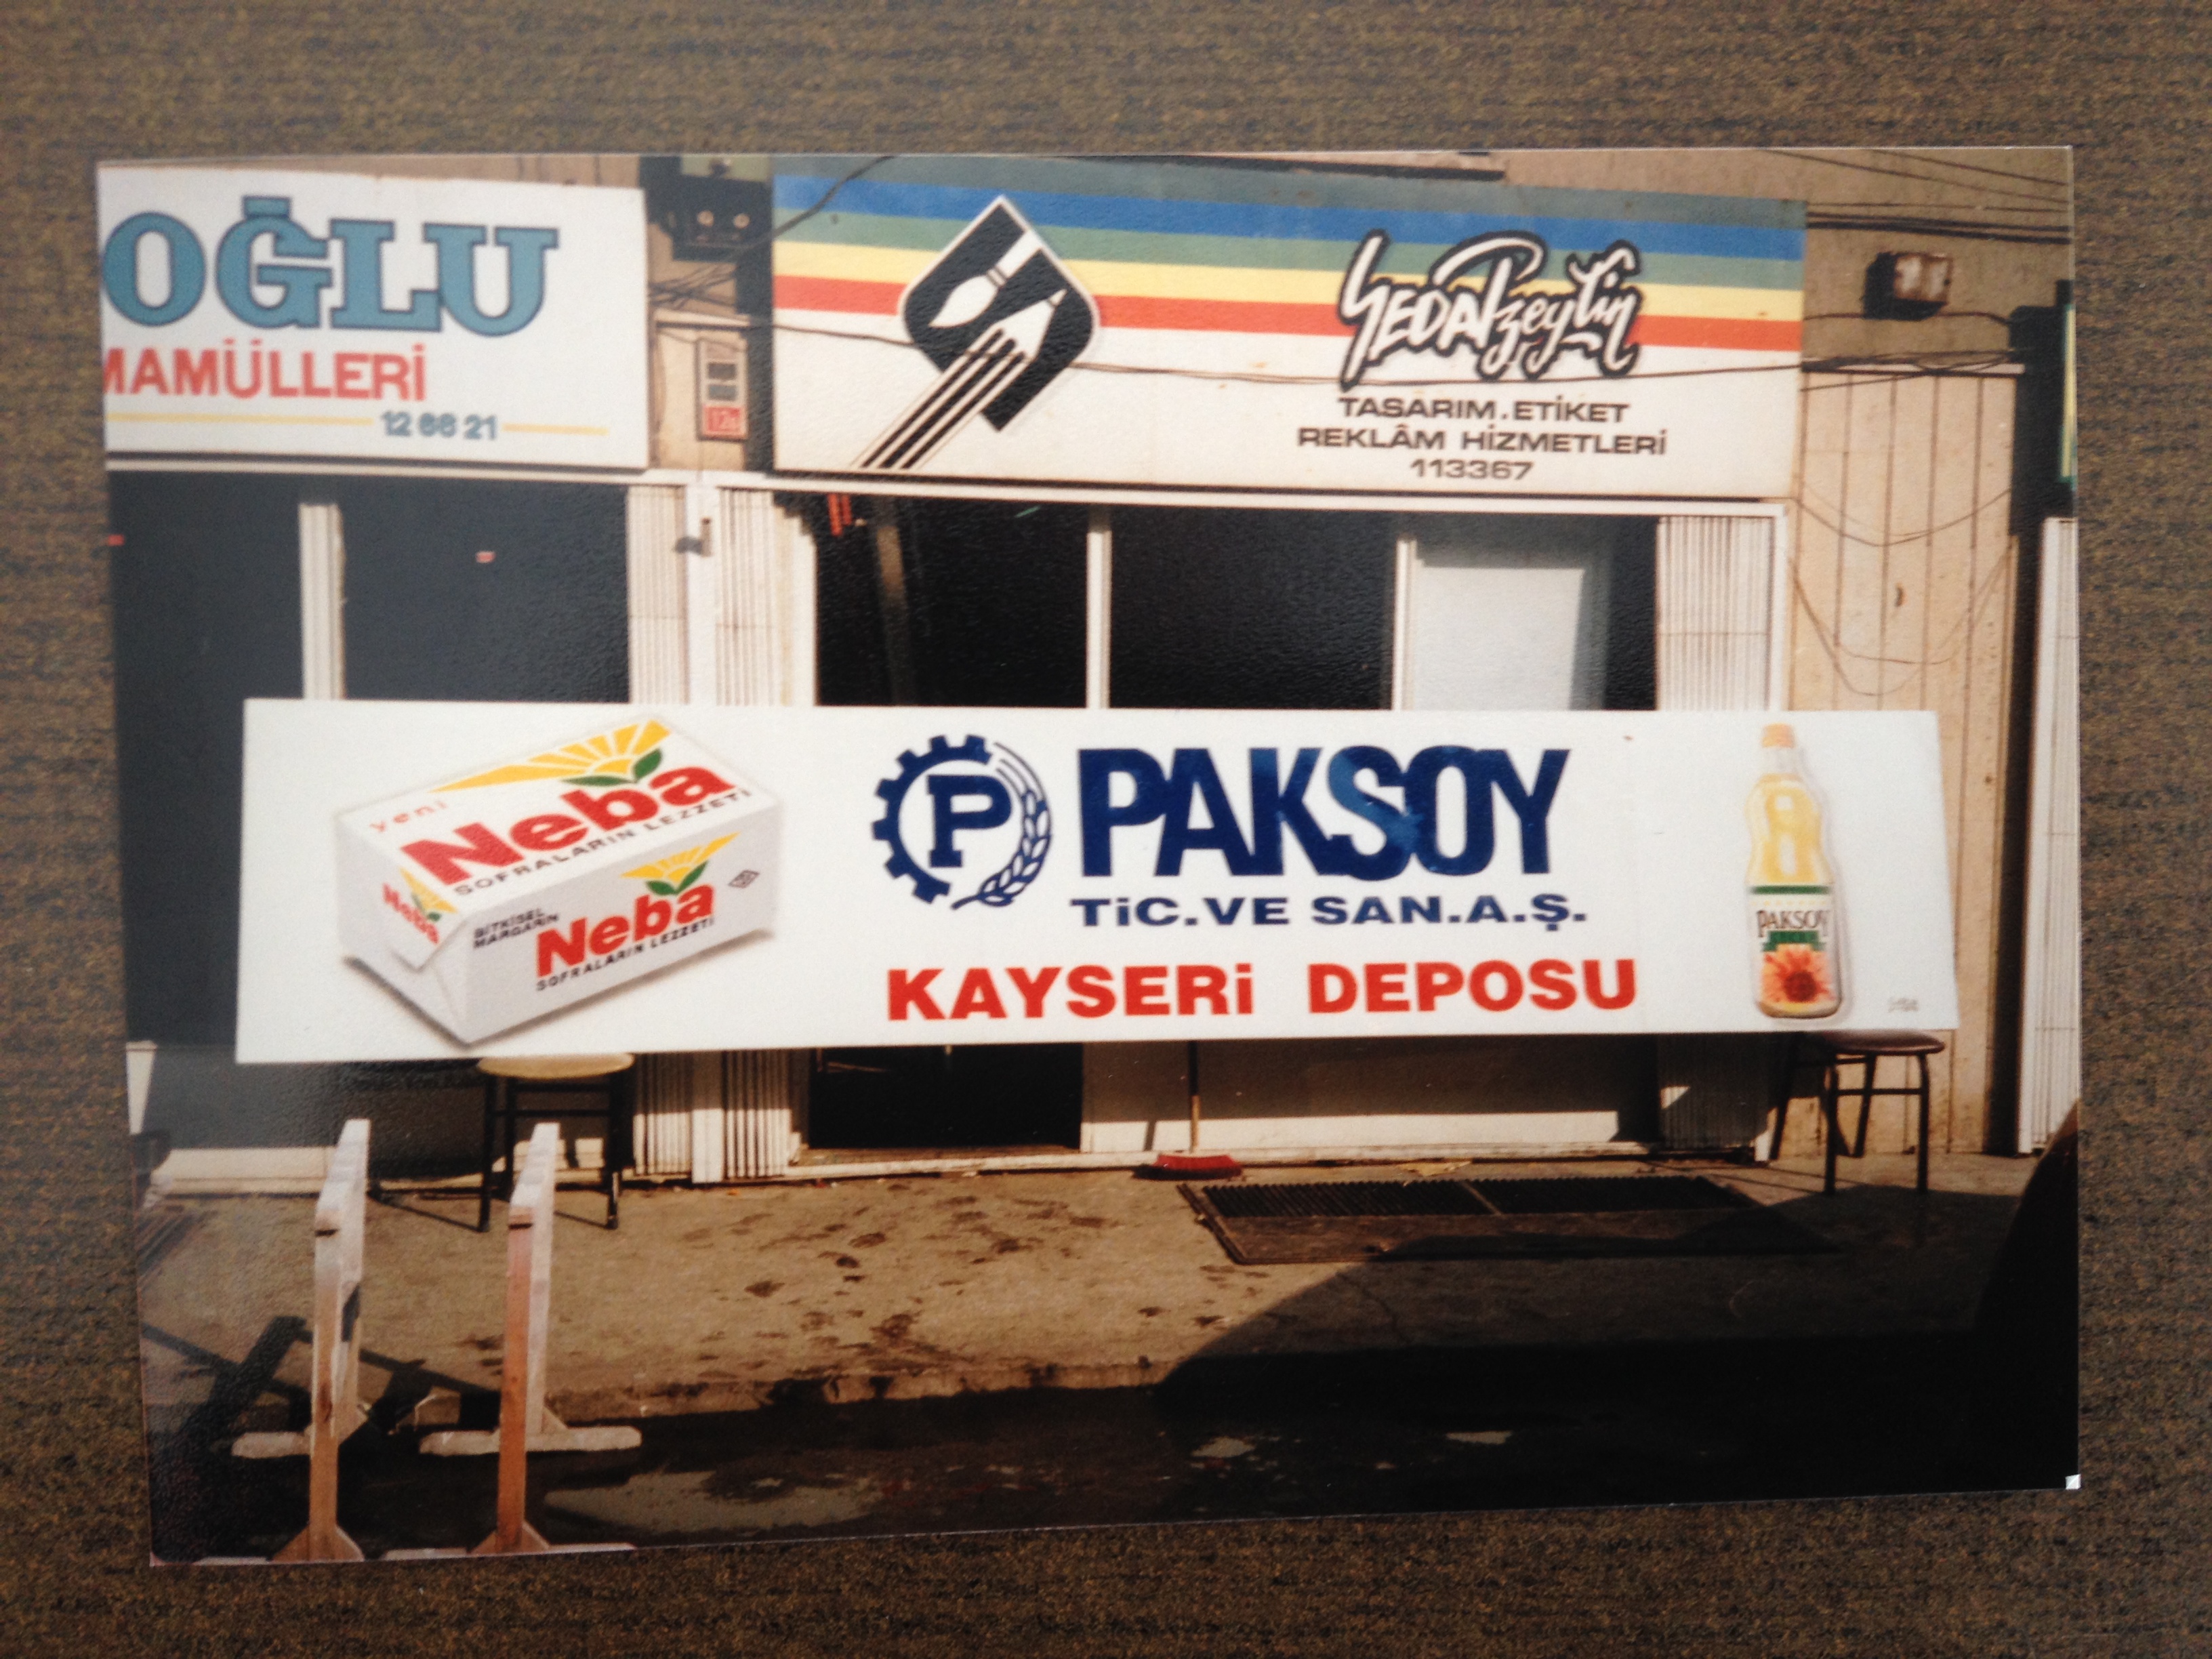 OĞLU
MAMÜLLERİ
12 66 21
SEDATzeytin
TASARIM.ETİKET
REKLÂM HİZMETLERİ
113367
yeni
Neba
SOFRALARIN LEZZETİ
Neba
BİTKİSEL
MARGARİN
Neba
SOFRALARIN LEZZETİ
P
PAKSOY
TİC.VE SAN.A.Ş.
KAYSERİ DEPOSU
PAKSOY